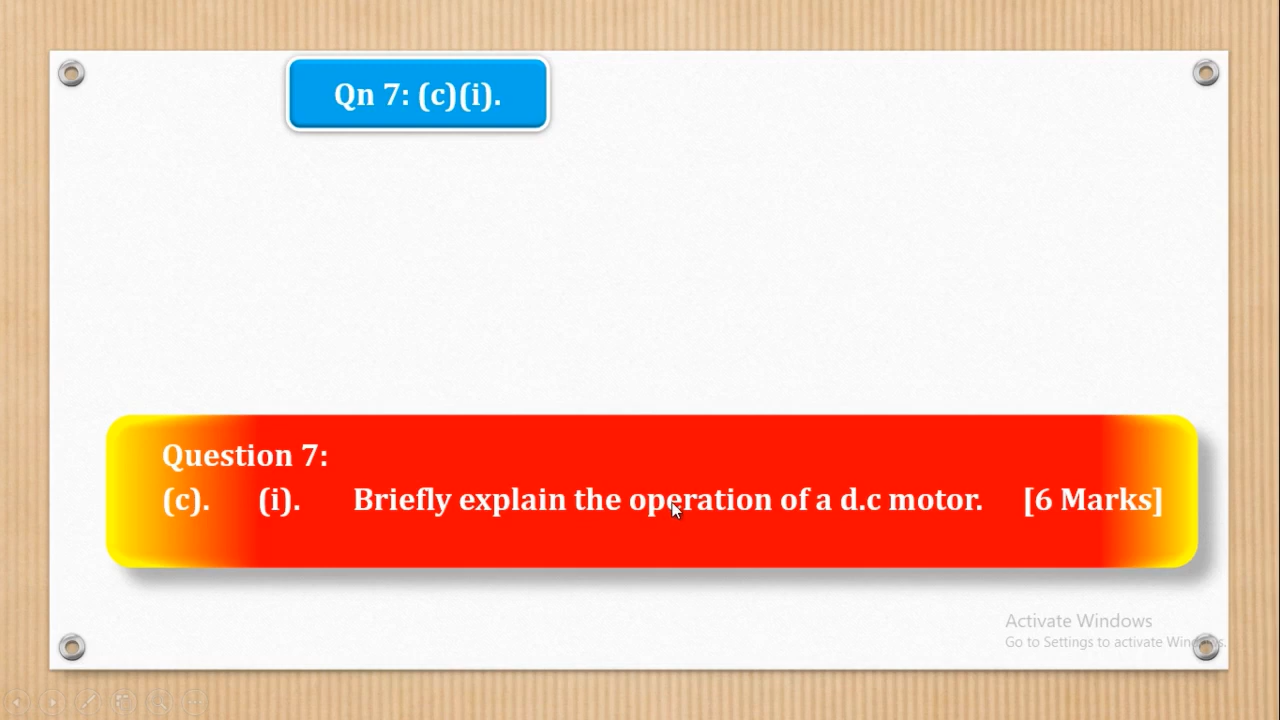 Qn 7: (c)(i).
Question 7:
(c). (i). Briefly explain the operation of a d.c motor. [6 Marks]
Activate Windows
Go to Settings to activate Windows.